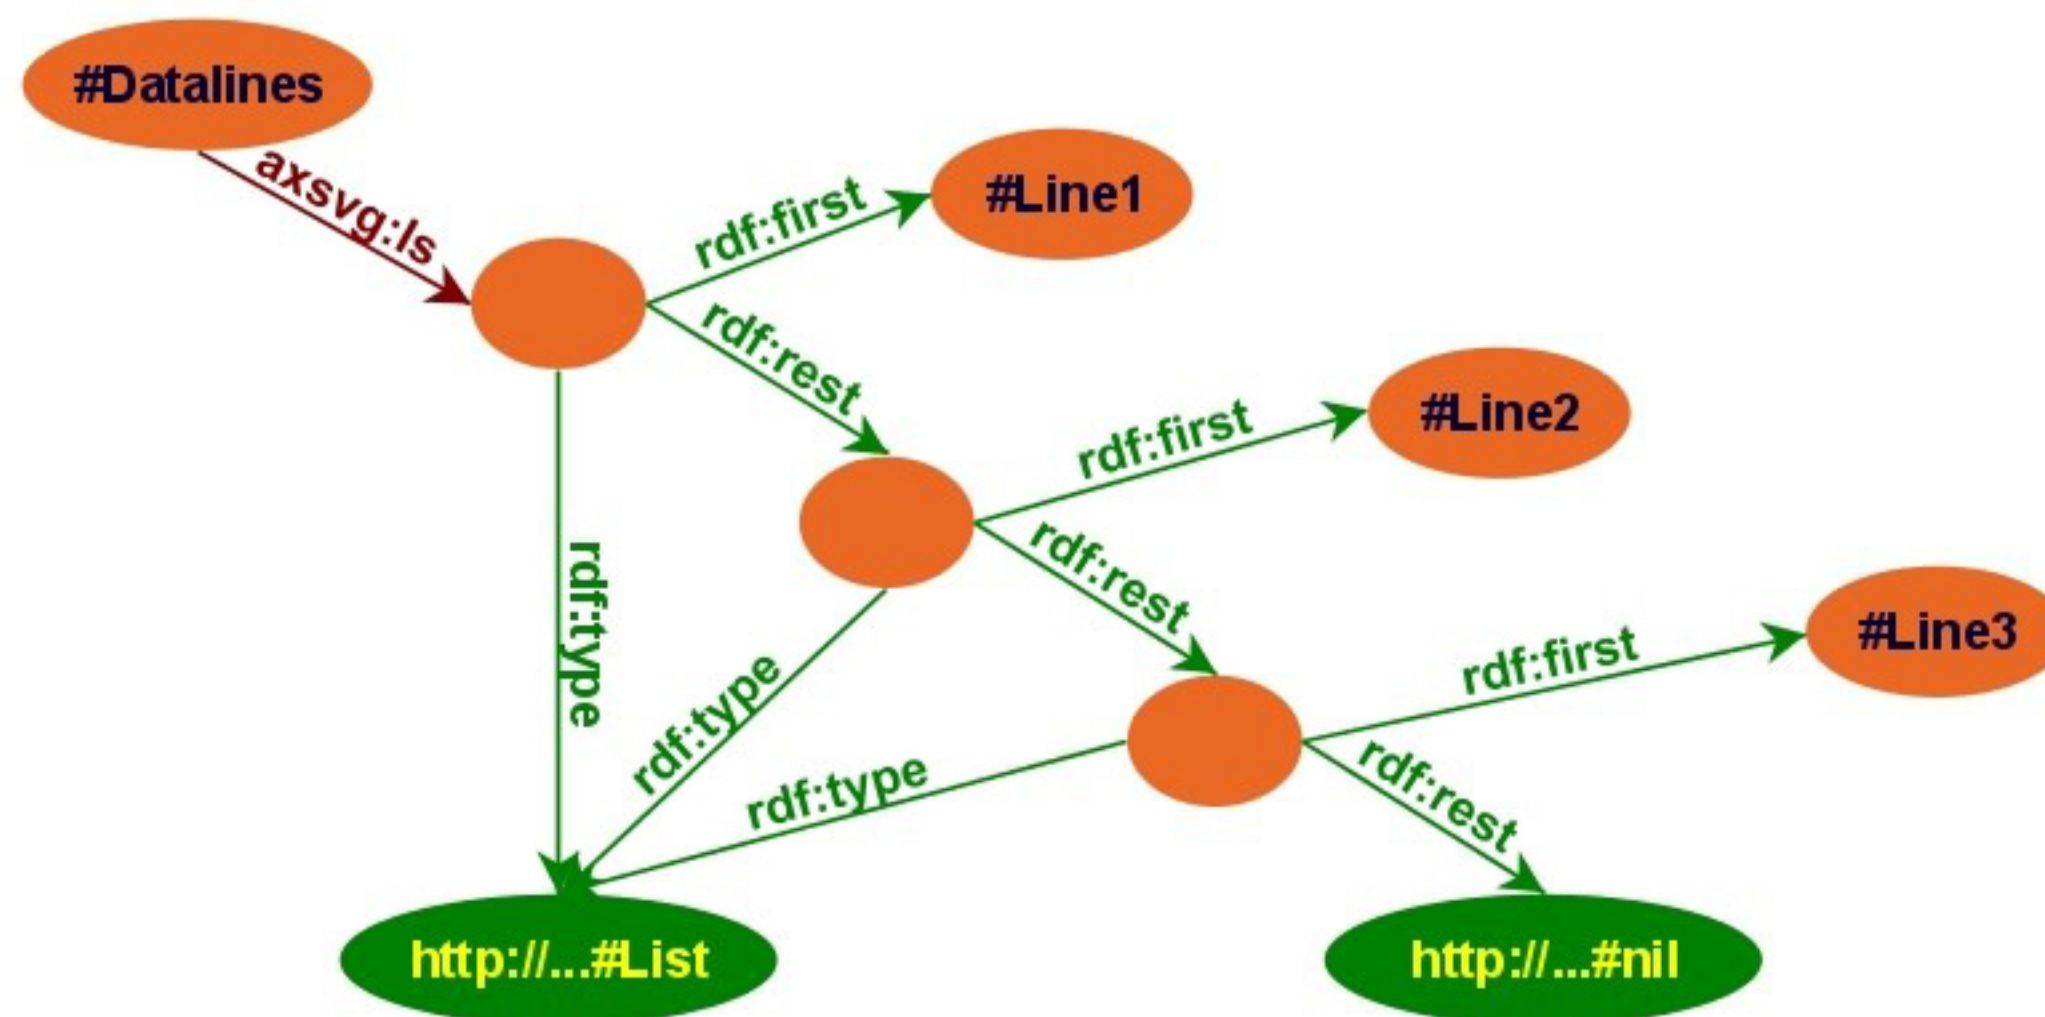 #Datalines
axsvg:ls
rdf:first
#Line1
rdf:rest
rdf:first
#Line2
rdf:type
rdf:rest
rdf:type
rdf:first
#Line3
rdf:type
rdf:rest
http://...#List
http://...#nil